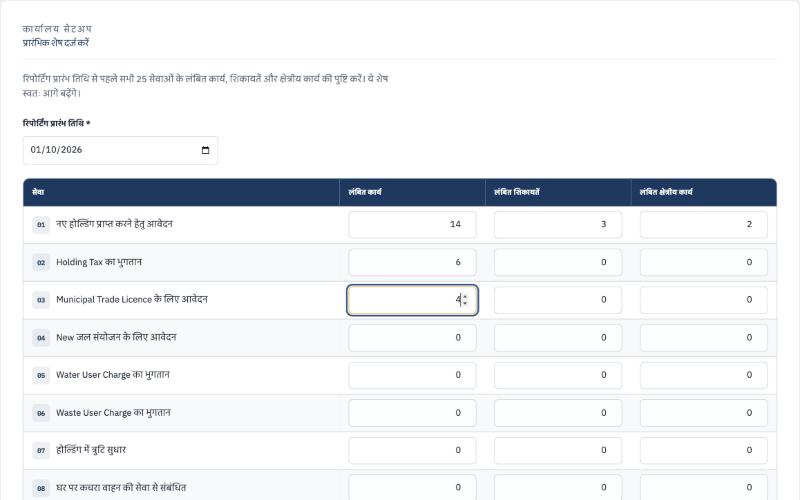 कार्यालय सेटअप
प्रारंभिक शेष दर्ज करें
रिपोर्टिंग प्रारंभ तिथि से पहले सभी 25 सेवाओं के लंबित कार्य, शिकायतें और क्षेत्रीय कार्य की पुष्टि करें। ये शेष
स्वतः आगे बढ़ेंगे।
रिपोर्टिंग प्रारंभ तिथि *
01/10/2026
सेवा लंबित कार्य लंबित शिकायतें लंबित क्षेत्रीय कार्य
01 नए होल्डिंग प्राप्त करने हेतु आवेदन 14 3 2
02 Holding Tax का भुगतान 6 0 0
03 Municipal Trade Licence के लिए आवेदन 4 0 0
04 New जल संयोजन के लिए आवेदन 0 0 0
05 Water User Charge का भुगतान 0 0 0
06 Waste User Charge का भुगतान 0 0 0
07 होल्डिंग में त्रुटि सुधार 0 0 0
08 घर पर कचरा वाहन की सेवा से संबंधित 0 0 0